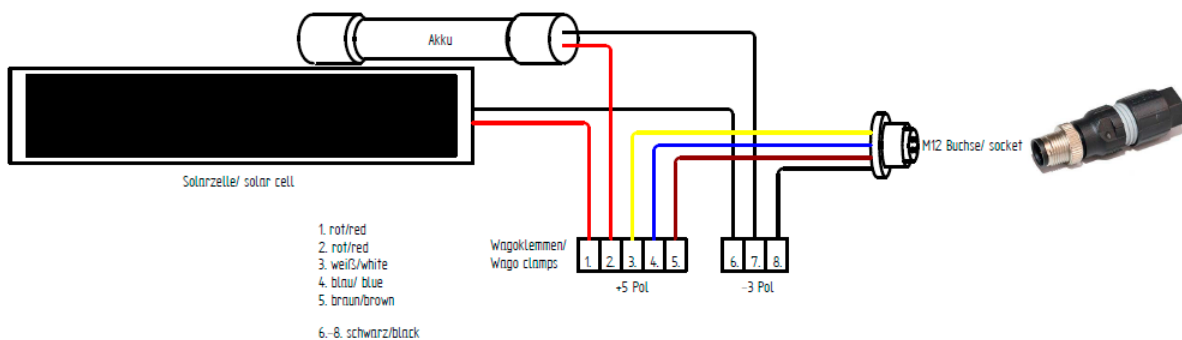 Akku
M12 Buchse/ socket
Solarzelle/ solar cell
1. rot/red
2. rot/red
3. weiß/white
4. blau/ blue
5. braun/brown
6.-8. schwarz/black
Wagoklemmen/
Wago clamps
1. 2. 3. 4. 5.
6. 7. 8.
+5 Pol
-3 Pol